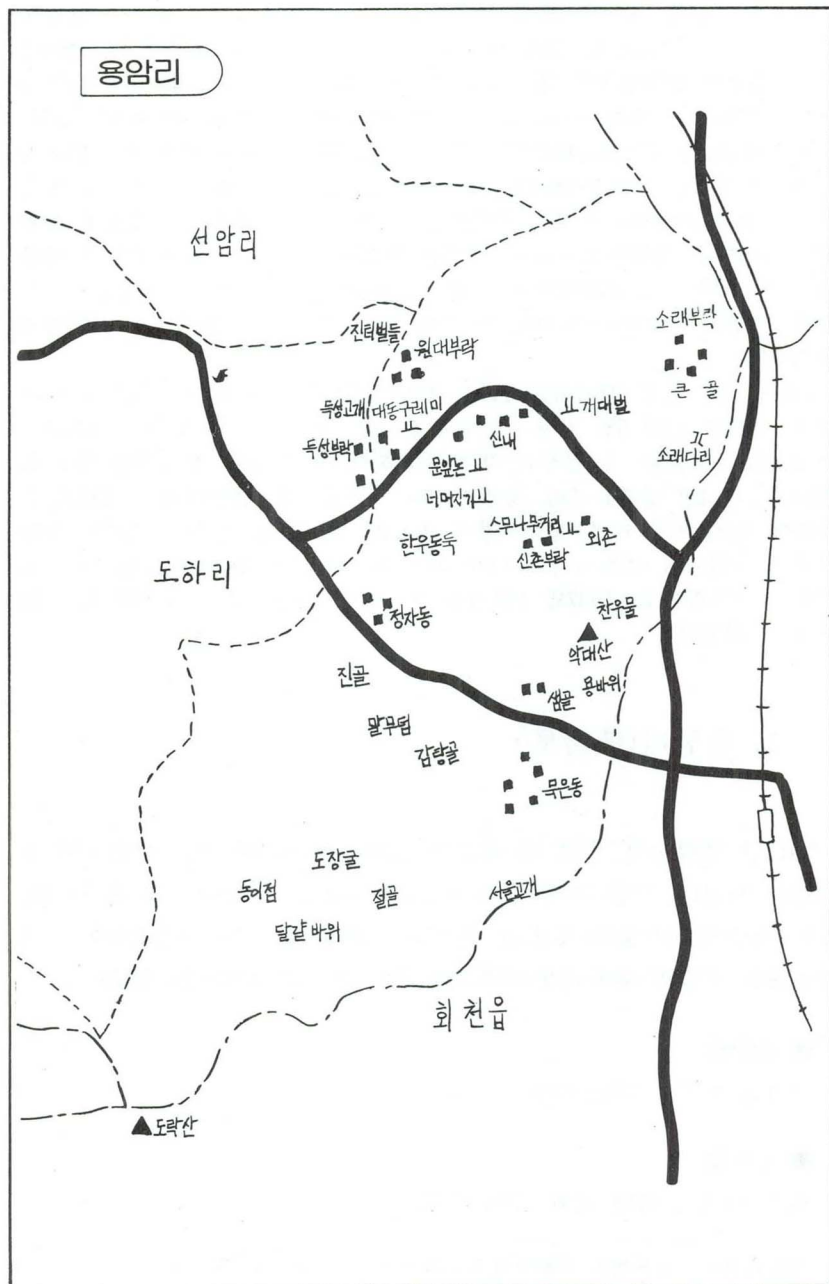 용암리
선암리
소래부락
진터벌들
원대부락
큰 골
득성고개
대동구레미
개대벌
득성부락
신내
소래다리
문앞논
너머진가
스무나무거리
외촌
한우동둑
신촌부락
도하리
정자동
찬우물
악대산
진골
샘골
용바위
말무덤
감탕골
묵은동
도장굴
동이점
절골
서울고개
달걀바위
회천읍
도락산